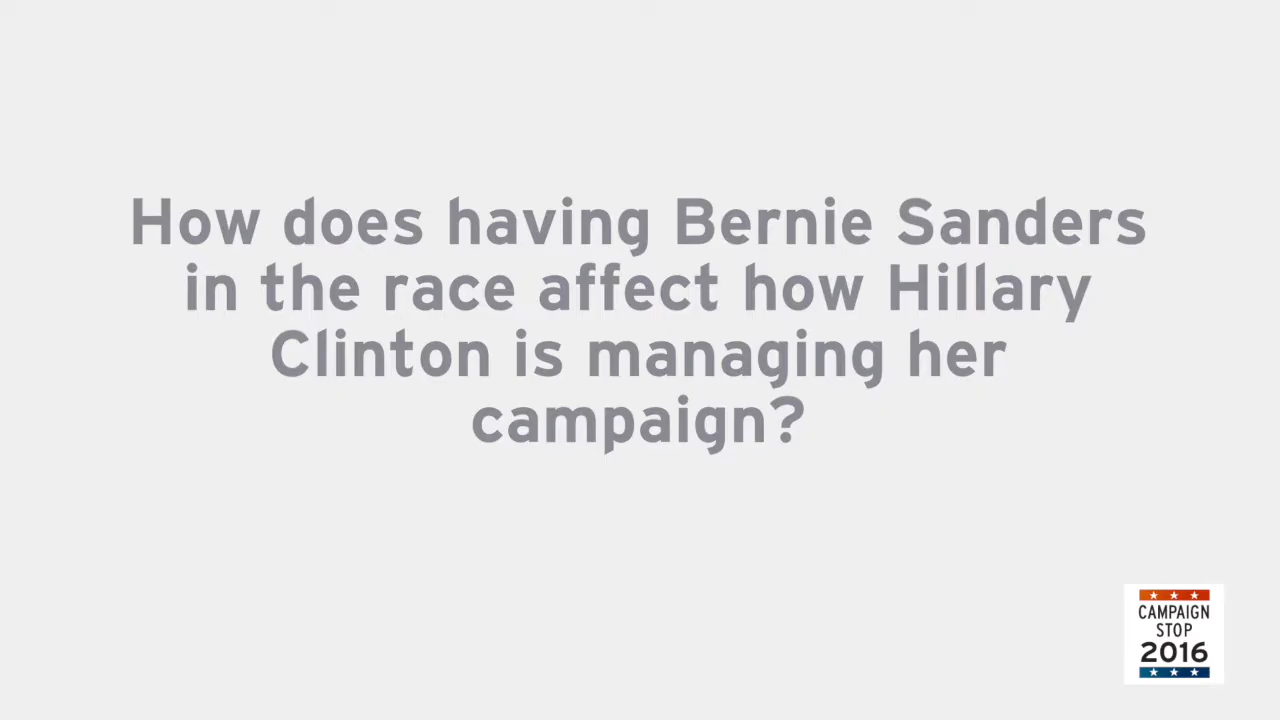 How does having Bernie Sanders
in the race affect how Hillary
Clinton is managing her
campaign?
CAMPAIGN
STOP
2016